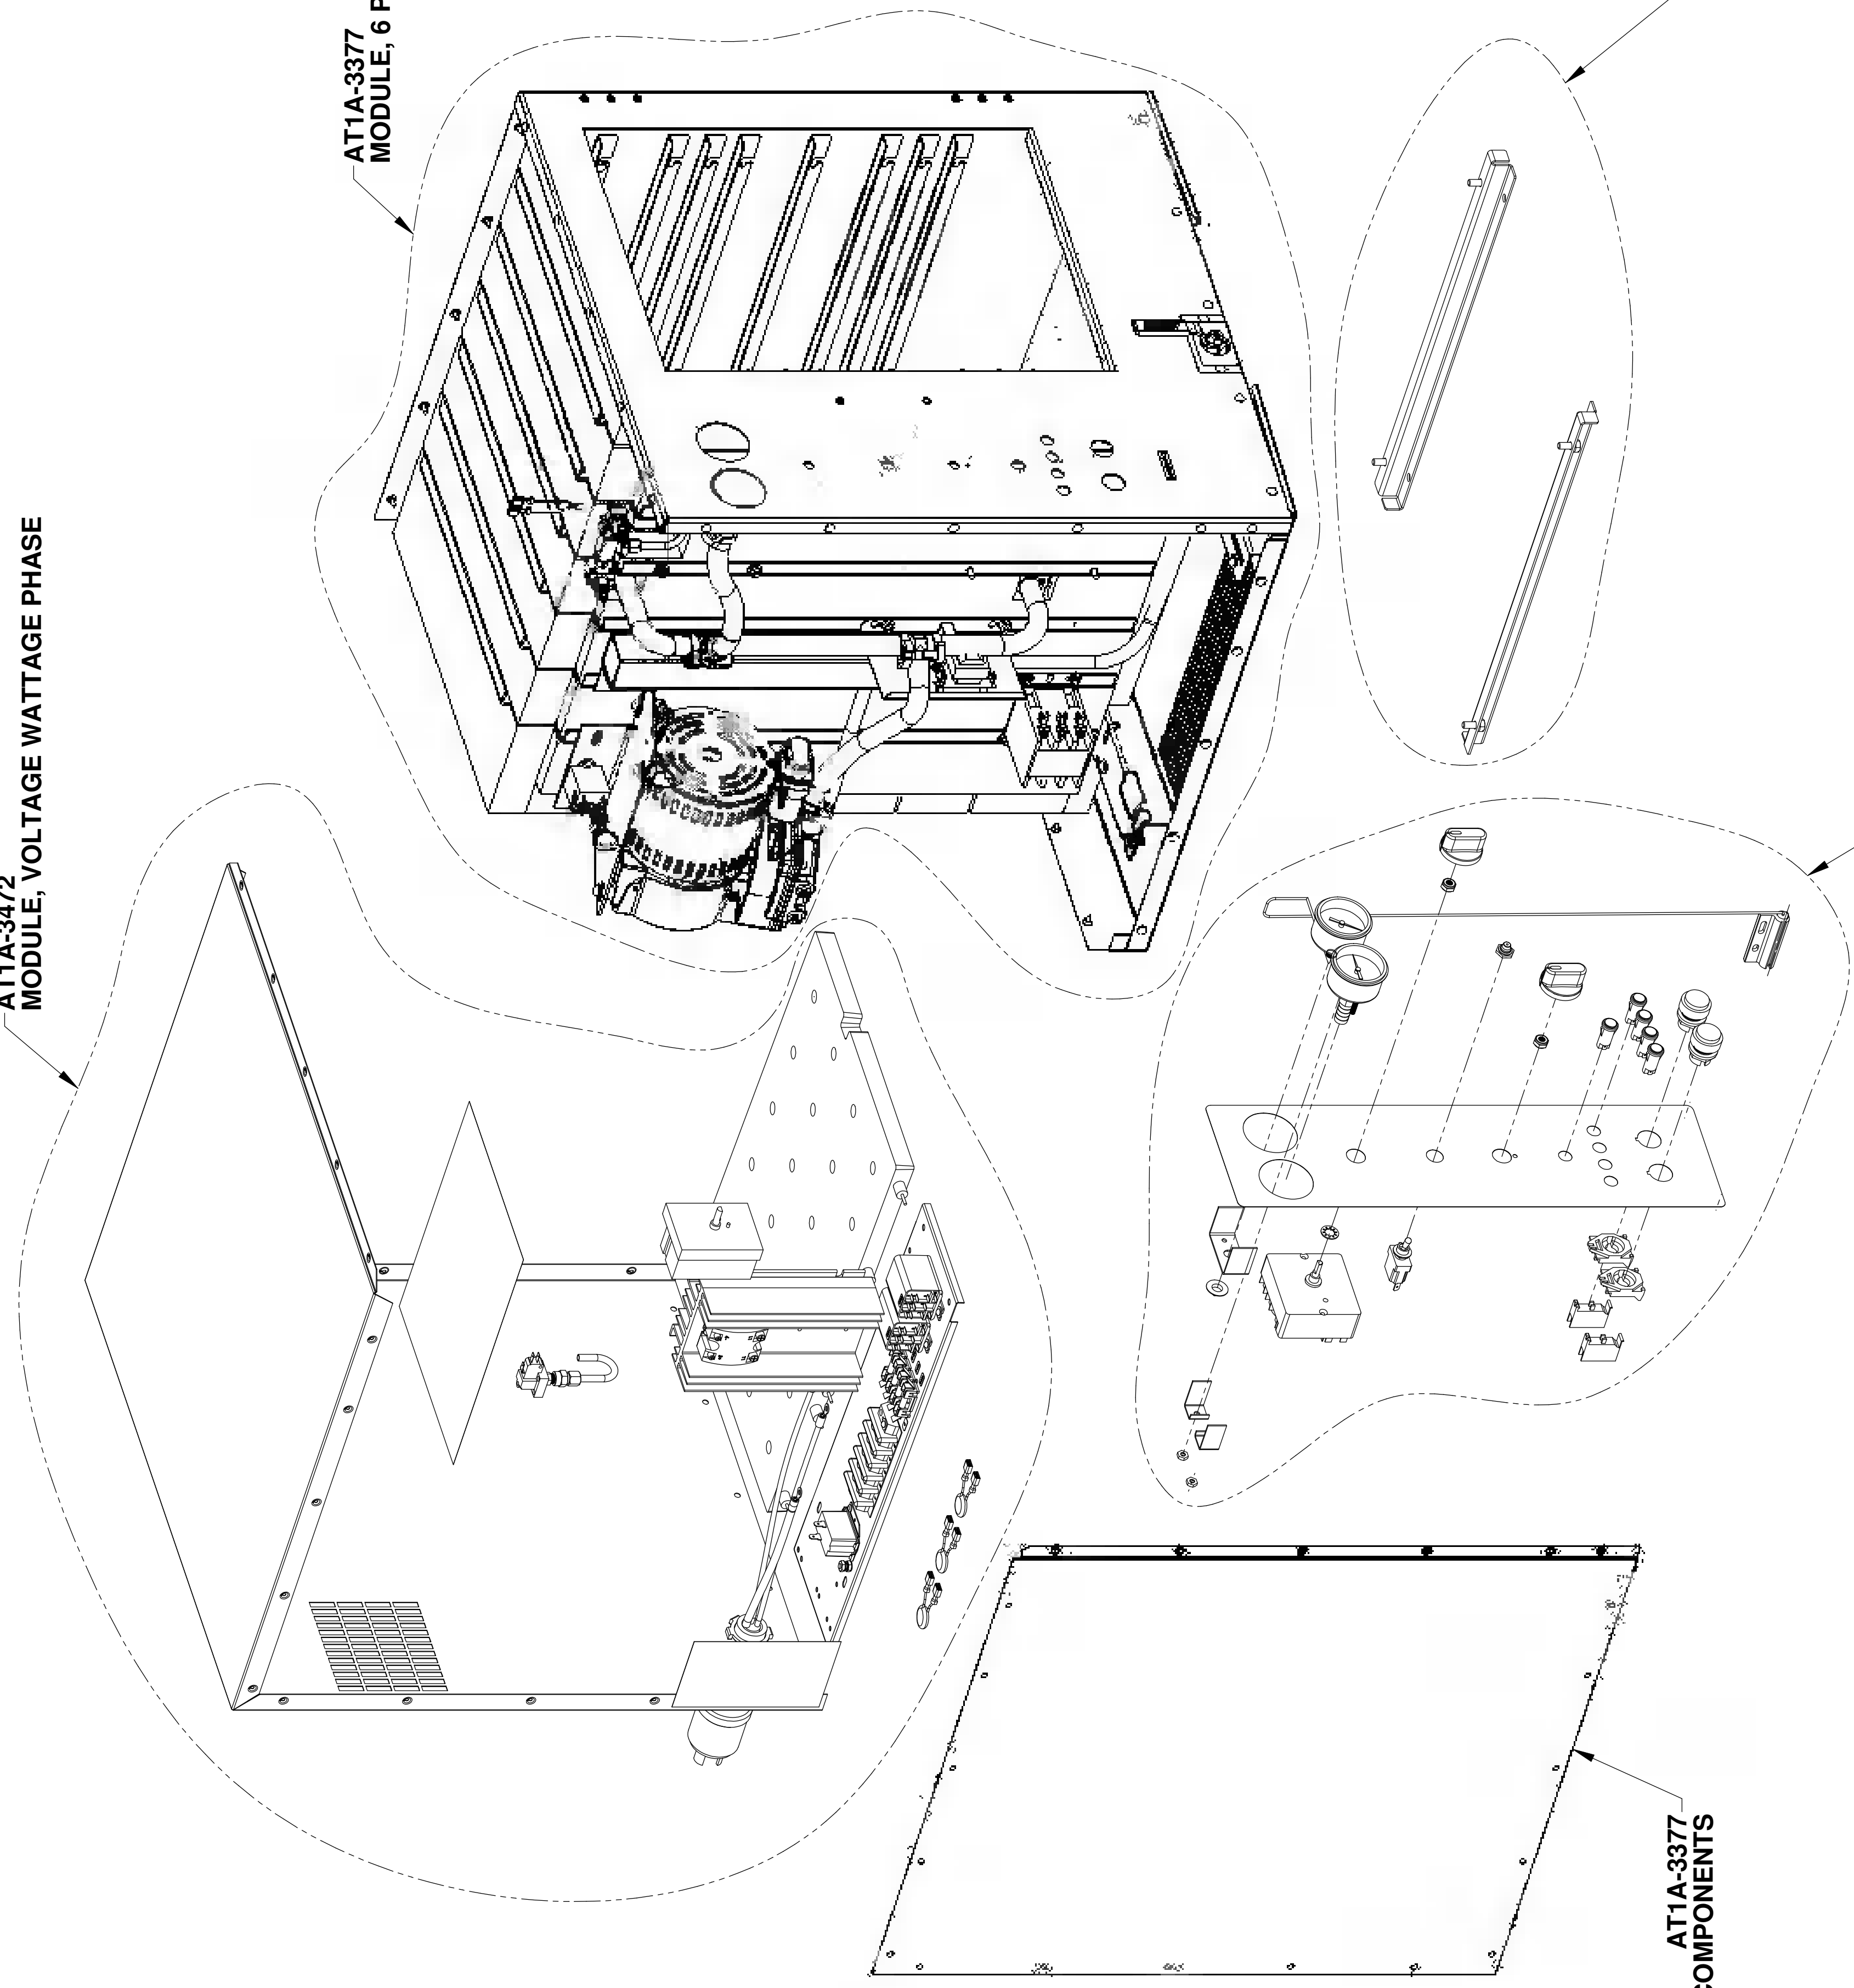 AT1A-3472
MODULE, VOLTAGE WATTAGE PHASE
AT1A-3377
MODULE, 6 P
AT1A-3377
COMPONENTS